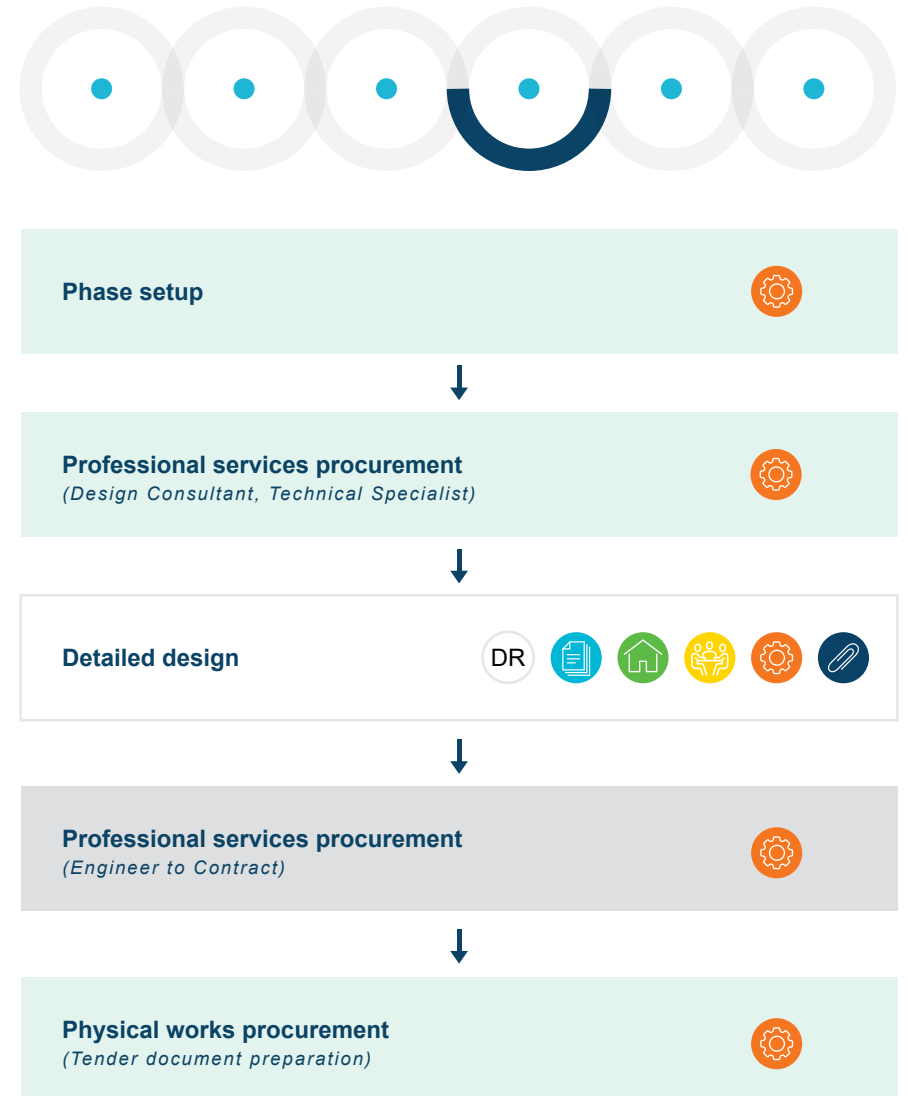 Phase setup
Professional services procurement
(Design Consultant, Technical Specialist)
Detailed design
DR
Professional services procurement
(Engineer to Contract)
Physical works procurement
(Tender document preparation)